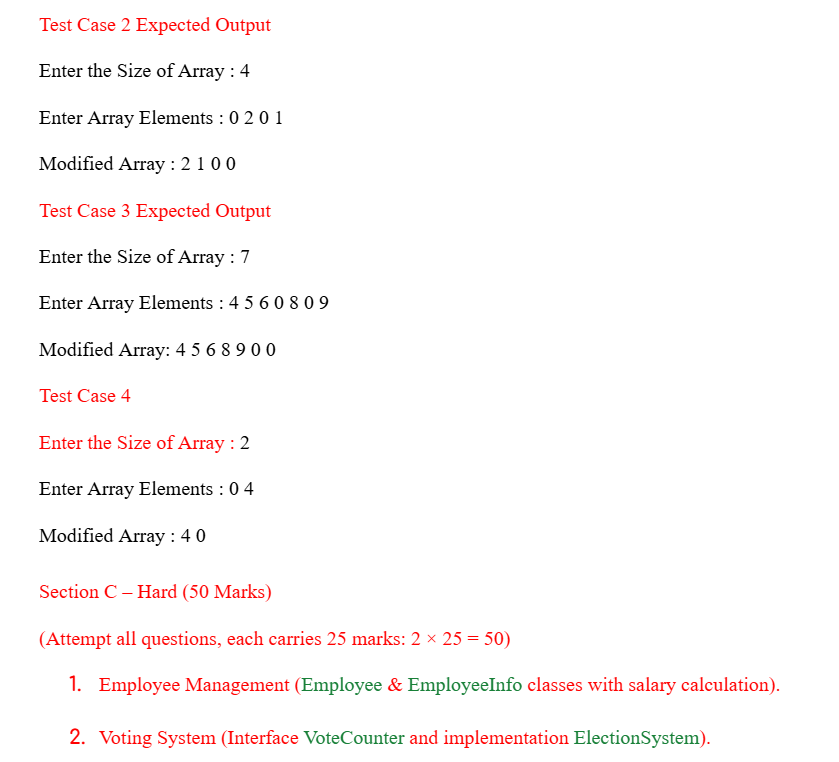 Test Case 2 Expected Output
Enter the Size of Array : 4
Enter Array Elements : 0 2 0 1
Modified Array : 2 1 0 0
Test Case 3 Expected Output
Enter the Size of Array : 7
Enter Array Elements : 4 5 6 0 8 0 9
Modified Array: 4 5 6 8 9 0 0
Test Case 4
Enter the Size of Array : 2
Enter Array Elements : 0 4
Modified Array : 4 0
Section C – Hard (50 Marks)
(Attempt all questions, each carries 25 marks: 2 × 25 = 50)
1. Employee Management (Employee & EmployeeInfo classes with salary calculation).
2. Voting System (Interface VoteCounter and implementation ElectionSystem).